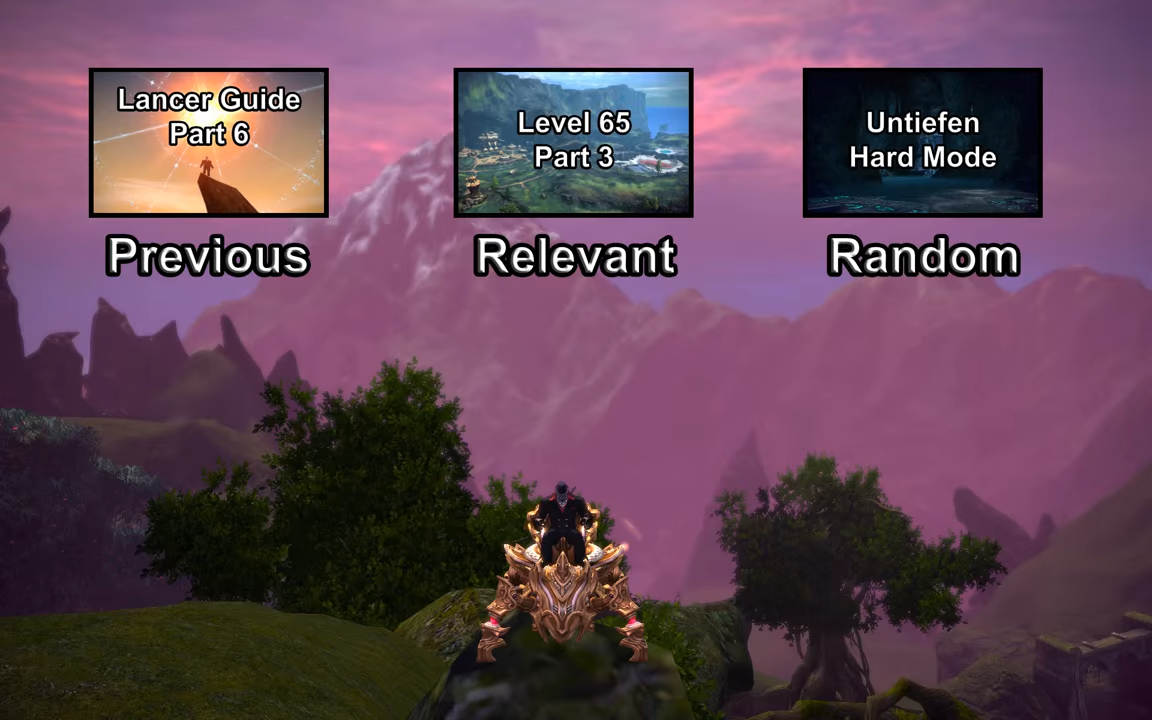 Lancer Guide
Part 6
Previous
Level 65
Part 3
Relevant
Untiefen
Hard Mode
Random